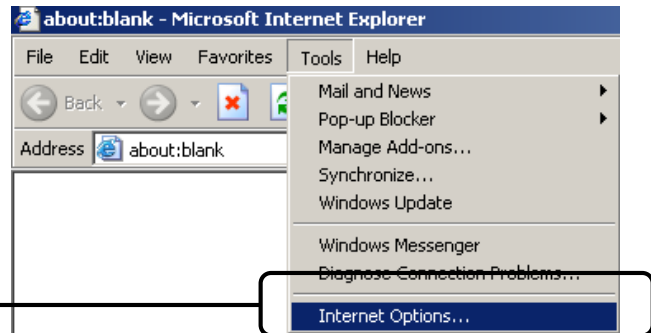 about:blank - Microsoft Internet Explorer
File Edit View Favorites Tools Help
Back
Mail and News
Pop-up Blocker
Address about:blank
Manage Add-ons...
Synchronize...
Windows Update
Windows Messenger
Diagnose Connection Problems...
Internet Options...